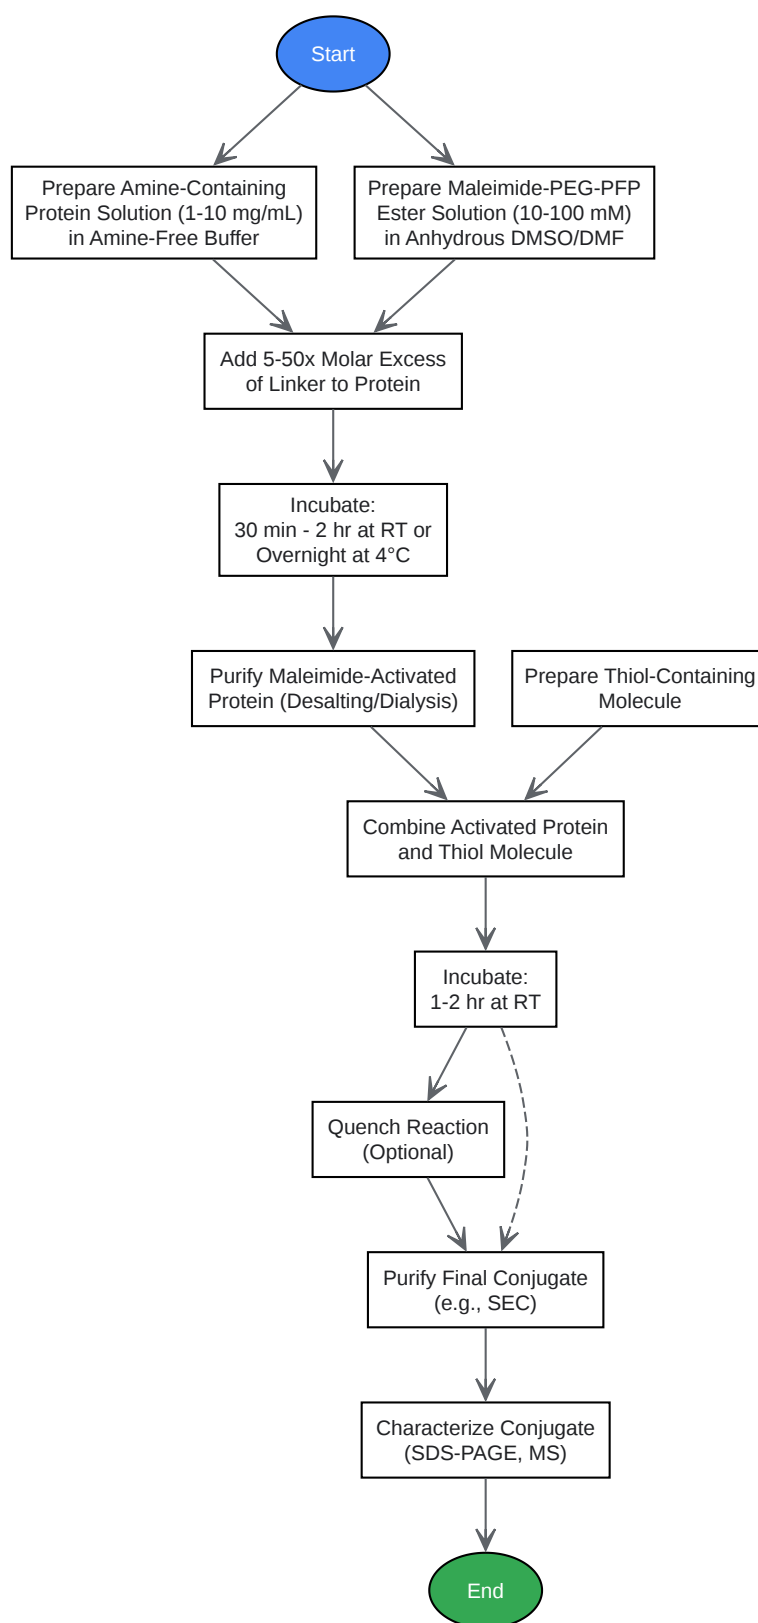 Start
Prepare Amine-Containing
Protein Solution (1-10 mg/mL)
in Amine-Free Buffer
Prepare Maleimide-PEG-PFP
Ester Solution (10-100 mM)
in Anhydrous DMSO/DMF
Add 5-50x Molar Excess
of Linker to Protein
Incubate:
30 min - 2 hr at RT or
Overnight at 4°C
Purify Maleimide-Activated
Protein (Desalting/Dialysis)
Prepare Thiol-Containing
Molecule
Combine Activated Protein
and Thiol Molecule
Incubate:
1-2 hr at RT
Quench Reaction
(Optional)
Purify Final Conjugate
(e.g., SEC)
Characterize Conjugate
(SDS-PAGE, MS)
End